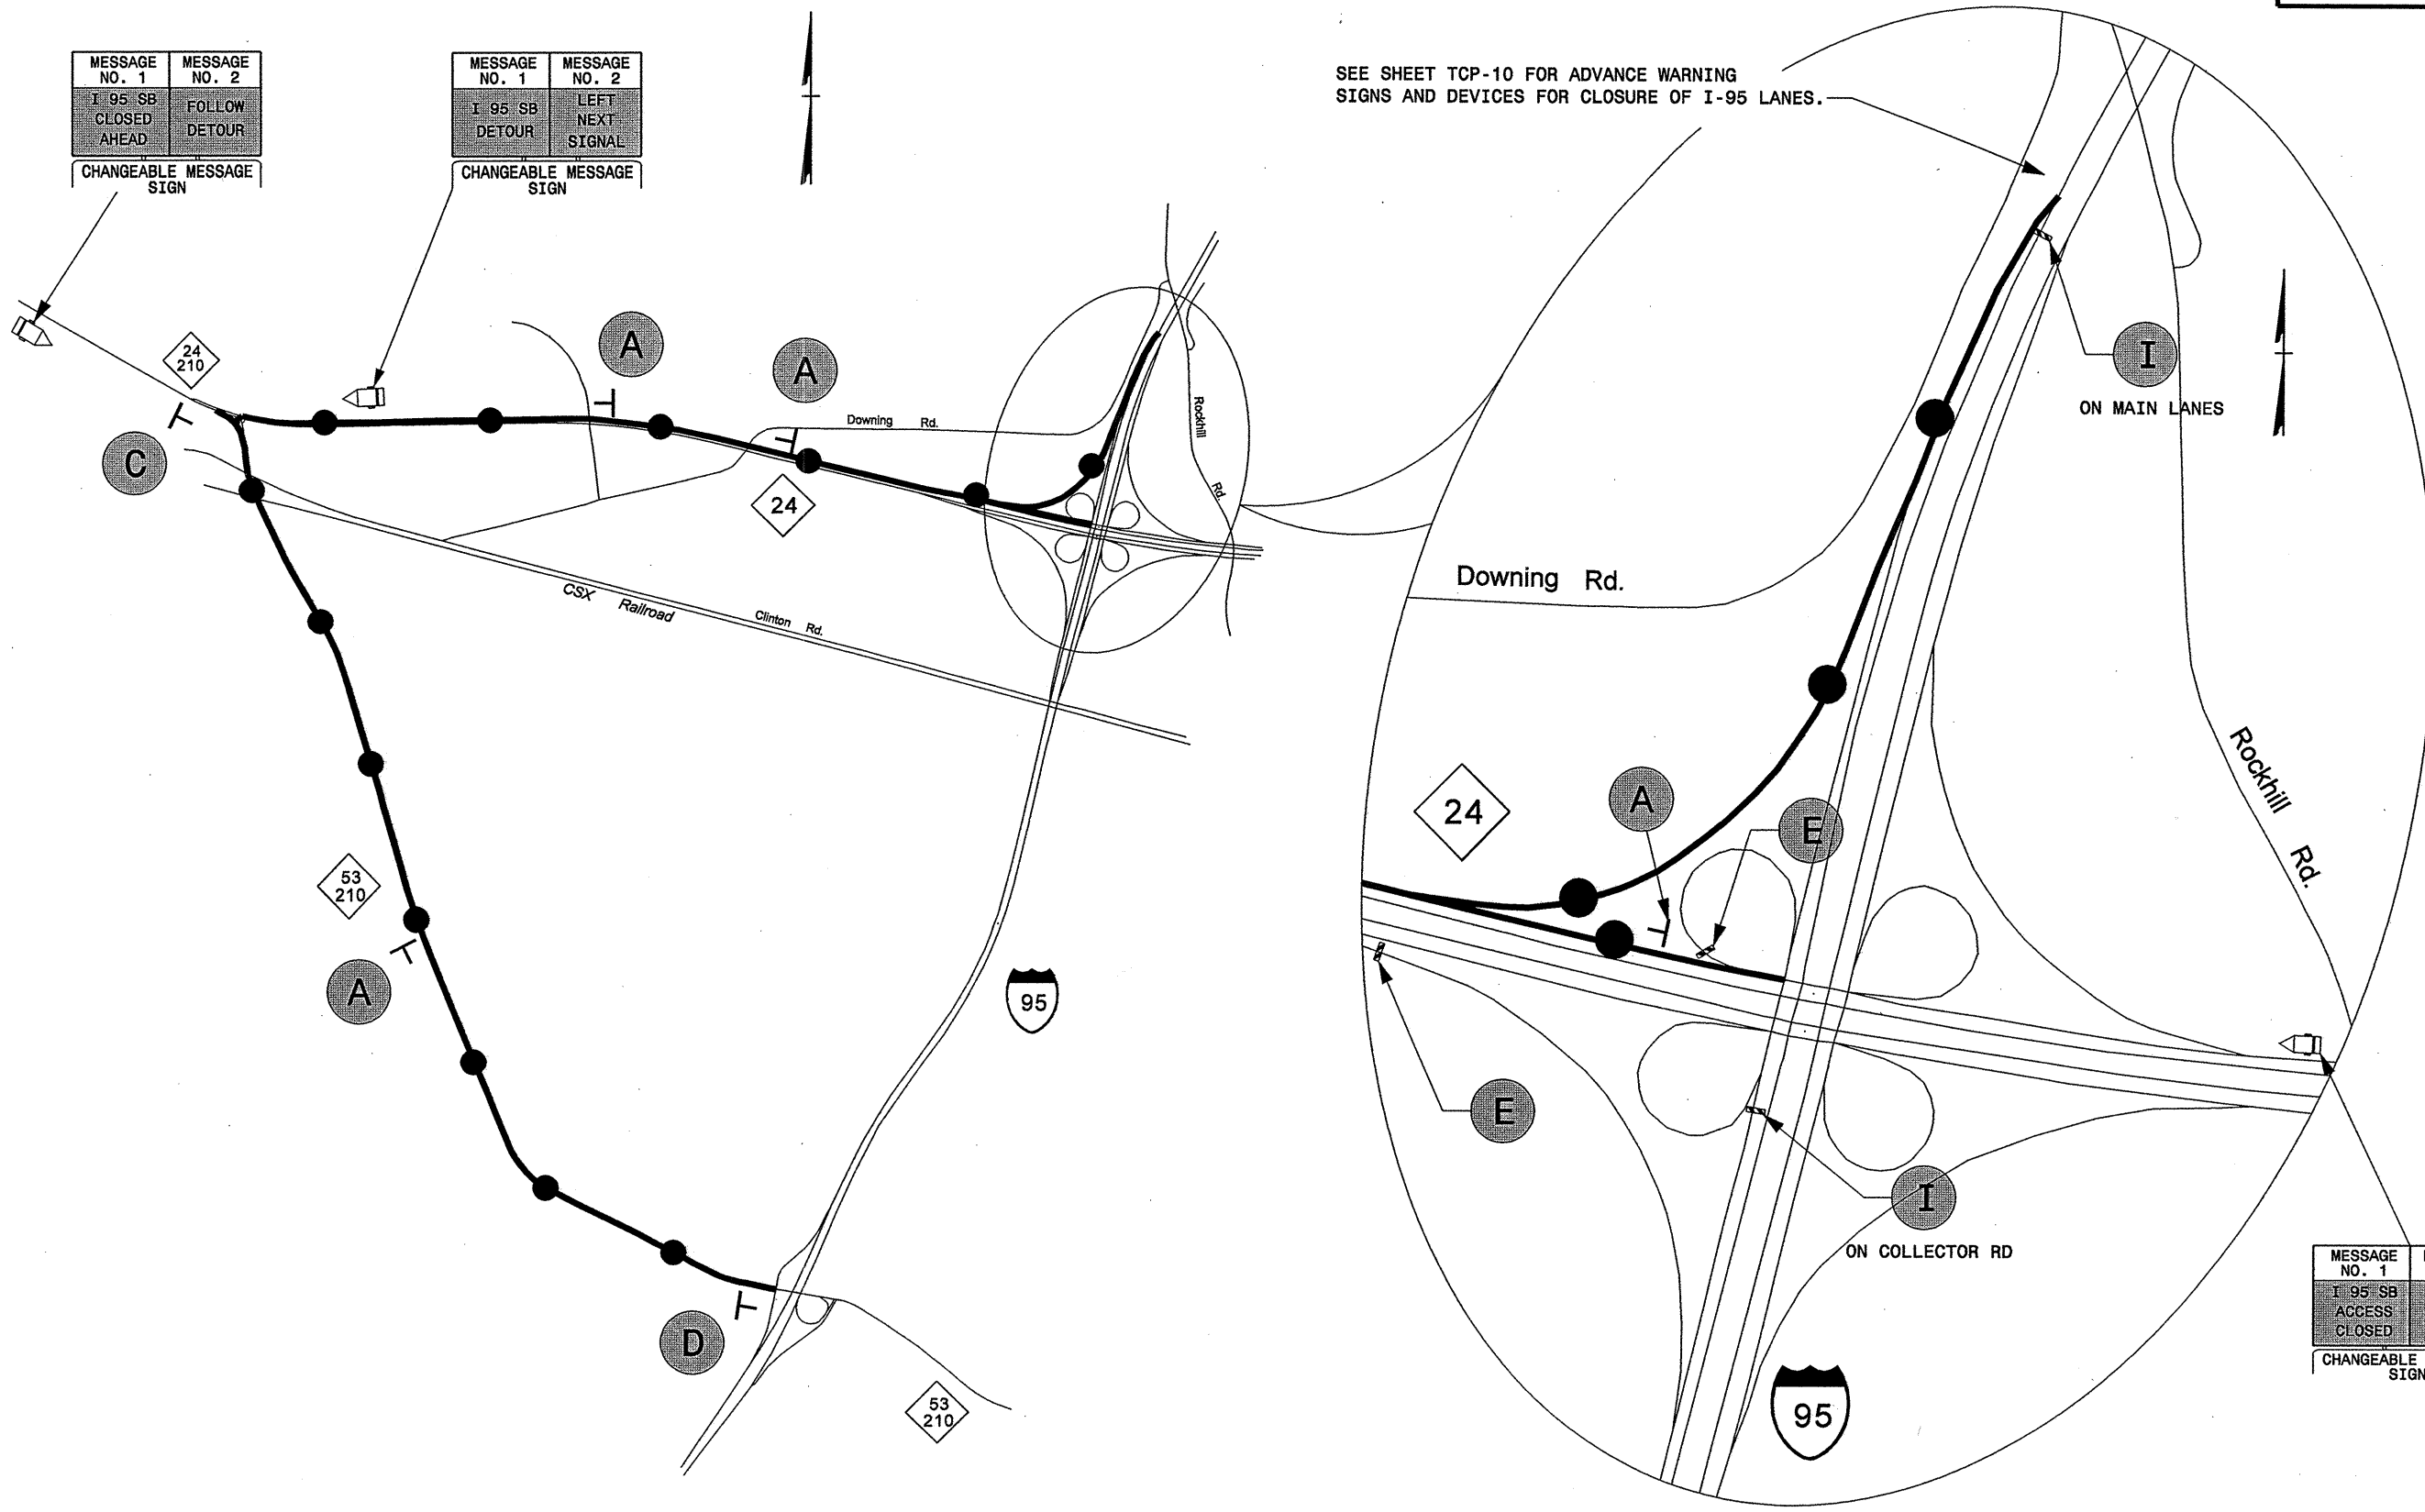 MESSAGE NO. 1
MESSAGE NO. 2
I 95 SB
CLOSED
AHEAD
FOLLOW
DETOUR
CHANGEABLE MESSAGE
SIGN
MESSAGE NO. 1
MESSAGE NO. 2
I 95 SB
DETOUR
LEFT
NEXT
SIGNAL
CHANGEABLE MESSAGE
SIGN
SEE SHEET TCP-10 FOR ADVANCE WARNING
SIGNS AND DEVICES FOR CLOSURE OF I-95 LANES.
24
210
A
A
C
Downing Rd.
24
Rockhill
Rd.
CSX Railroad
Clinton Rd.
53
210
A
95
D
53
210
I
ON MAIN LANES
Downing Rd.
24
A
E
Rockhill
Rd.
E
I
ON COLLECTOR RD
95
MESSAGE
NO. 1
I 95 SB
ACCESS
CLOSED
CHANGEABLE
SIGN